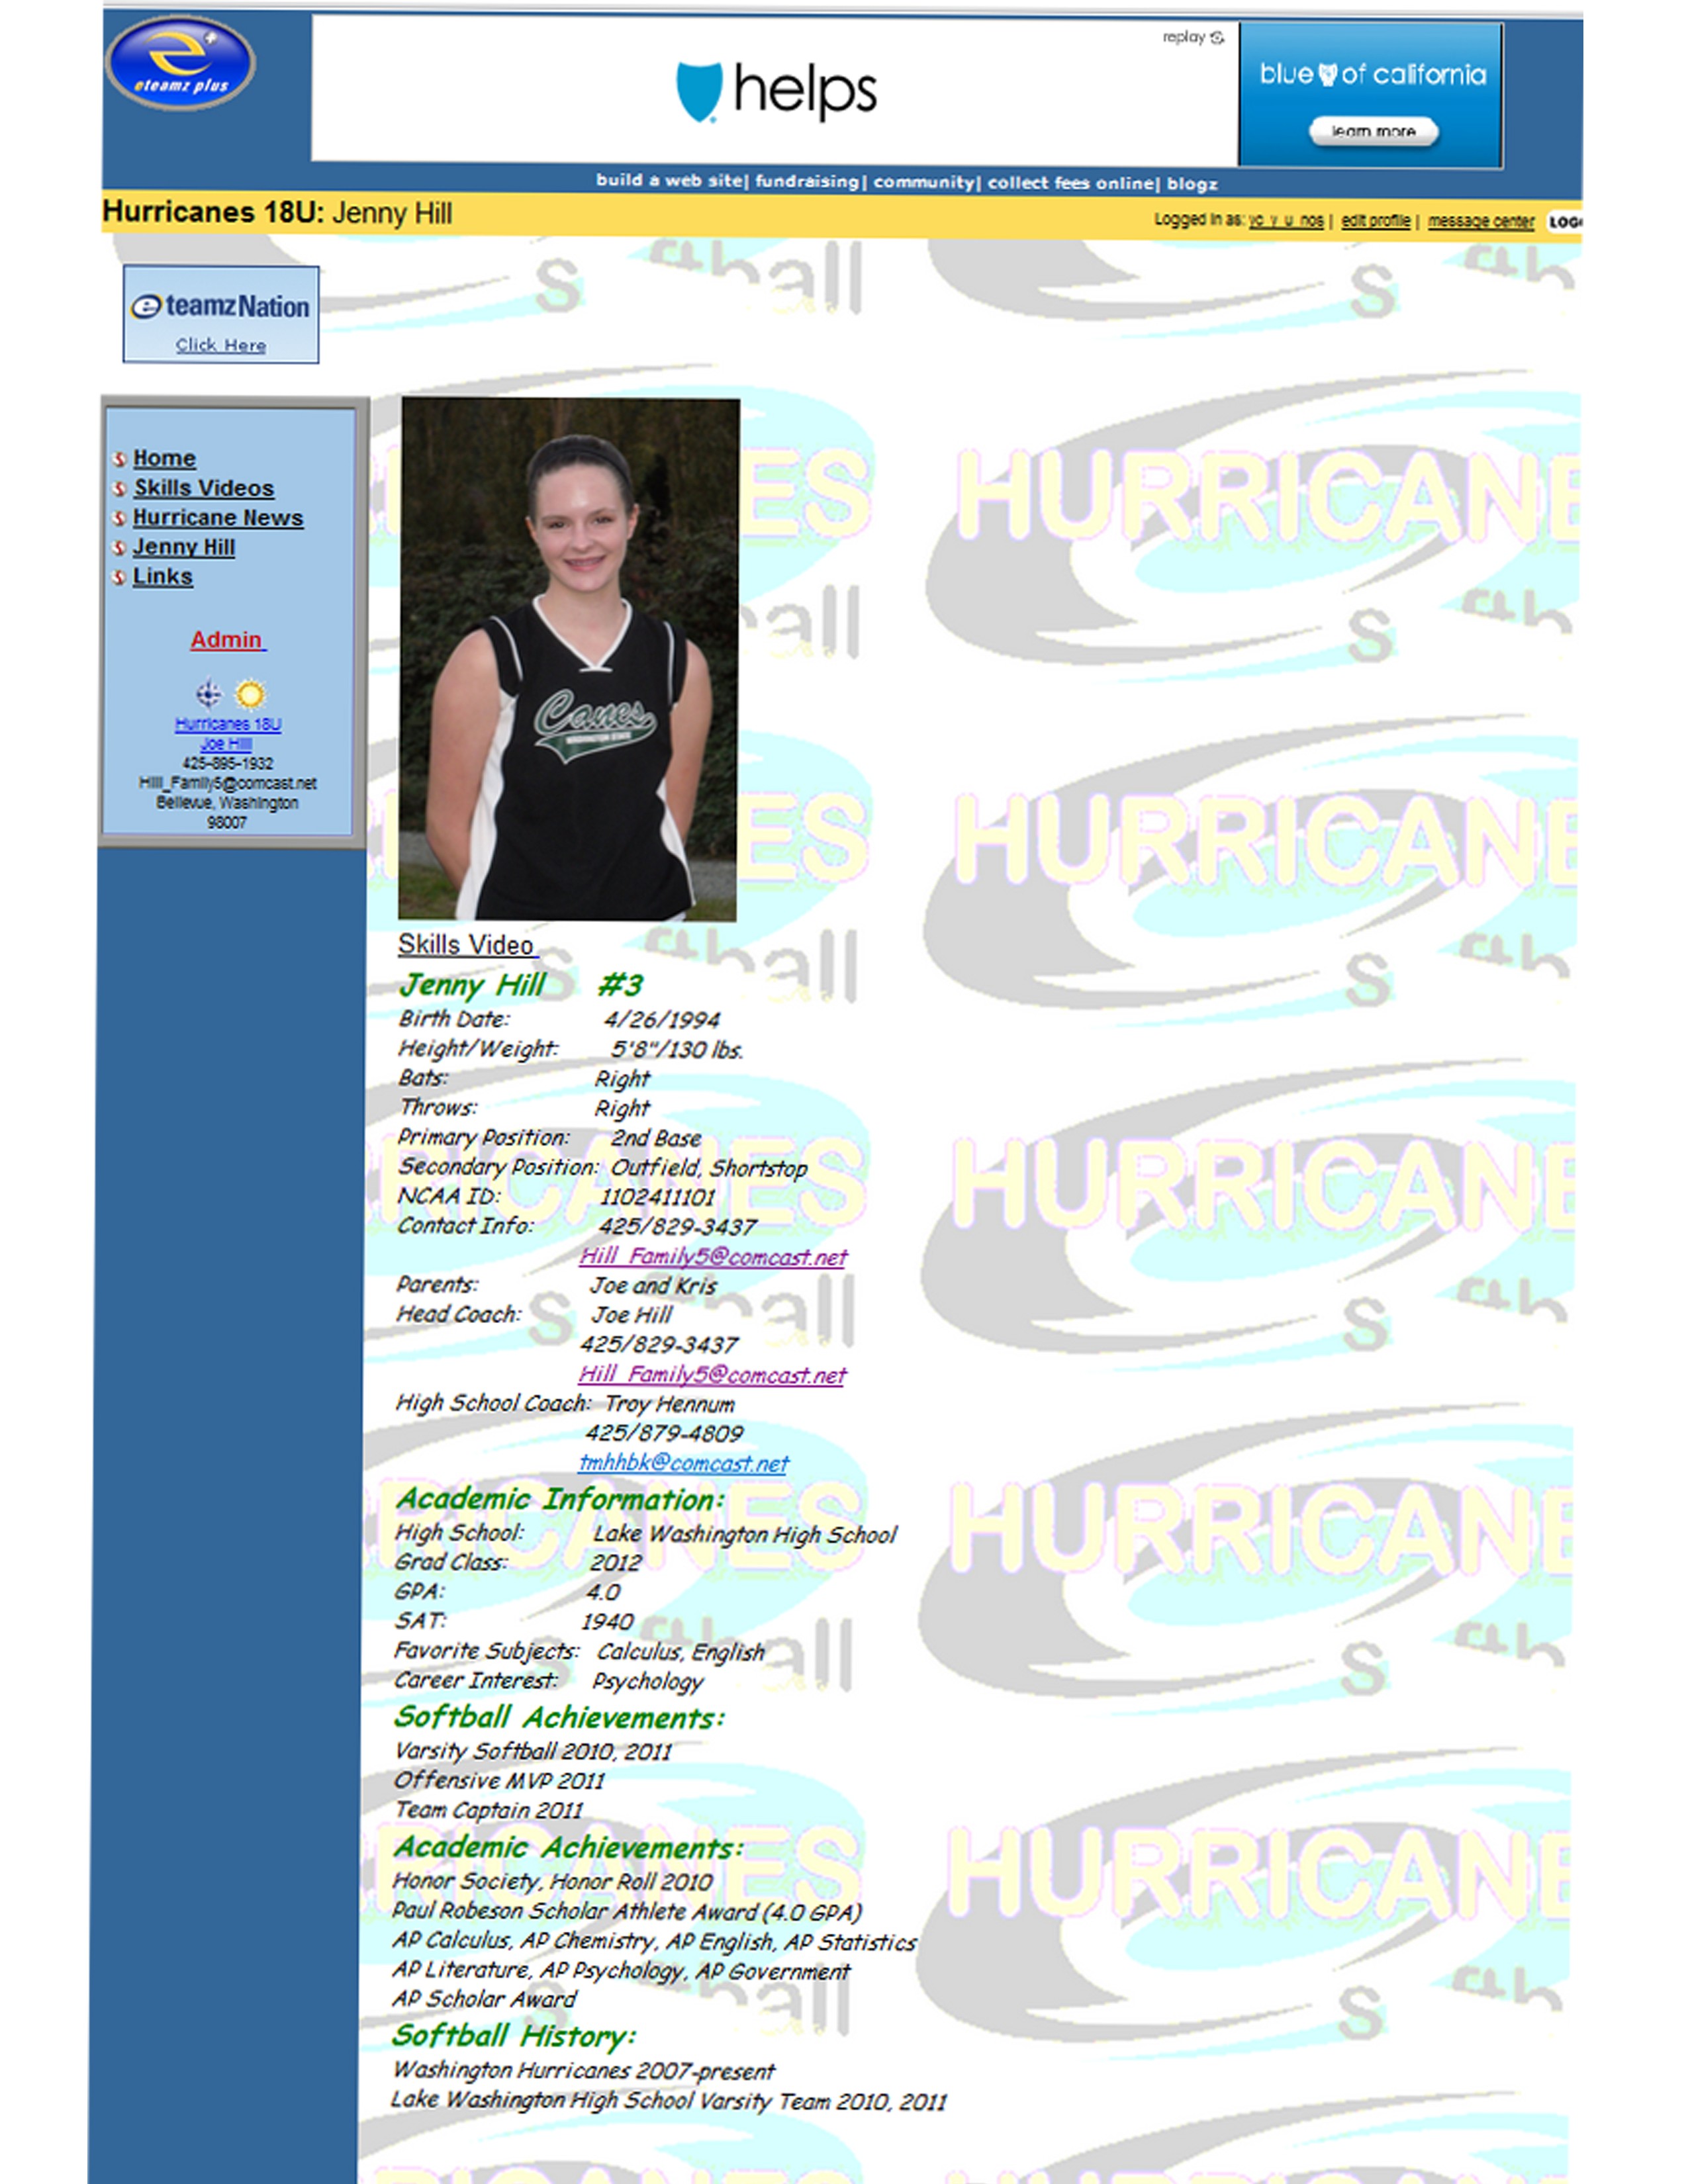 eteamz plus
replay
helps
blue of california
learn more
build a web site| fundraising| community| collect fees online| blogz
Hurricanes 18U: Jenny Hill
Logged in as: | edit profile | message center
eteamzNation
Click Here
Home
Skills Videos
Hurricane News
Jenny Hill
Links
Admin
Hurricanes 18U
Joe Hill
425-895-1932
Hill_Family5@comcast.net
Bellevue, Washington
98007
Canes
WASHINGTON STATE
Skills Video
Jenny Hill #3
Birth Date: 4/26/1994
Height/Weight: 5'8"/130 lbs.
Bats: Right
Throws: Right
Primary Position: 2nd Base
Secondary Position: Outfield, Shortstop
NCAA ID: 1102411101
Contact Info: 425/829-3437
Hill_Family5@comcast.net
Parents: Joe and Kris
Head Coach: Joe Hill
425/829-3437
Hill_Family5@comcast.net
High School Coach: Troy Hennum
425/879-4809
tmhhbk@comcast.net
Academic Information:
High School: Lake Washington High School
Grad Class: 2012
GPA: 4.0
SAT: 1940
Favorite Subjects: Calculus, English
Career Interest: Psychology
Softball Achievements:
Varsity Softball 2010, 2011
Offensive MVP 2011
Team Captain 2011
Academic Achievements:
Honor Society, Honor Roll 2010
Paul Robeson Scholar Athlete Award (4.0 GPA)
AP Calculus, AP Chemistry, AP English, AP Statistics
AP Literature, AP Psychology, AP Government
AP Scholar Award
Softball History:
Washington Hurricanes 2007-present
Lake Washington High School Varsity Team 2010, 2011